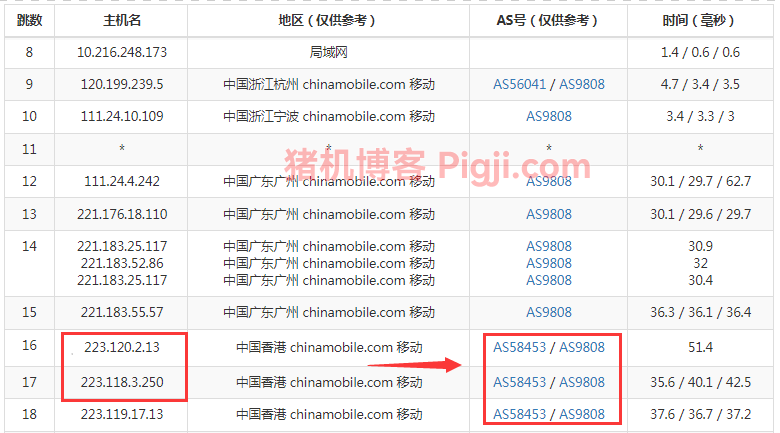 跳数 主机名 地区（仅供参考） AS号（仅供参考） 时间（毫秒）
8 10.216.248.173 局域网 1.4 / 0.6 / 0.6
9 120.199.239.5 中国浙江杭州 chinamobile.com 移动 AS56041 / AS9808 4.7 / 3.4 / 3.5
10 111.24.10.109 中国浙江宁波 chinamobile.com 移动 AS9808 3.4 / 3.3 / 3
11 * * * *
猪机博客 Pigji.com
12 111.24.4.242 中国广东广州 chinamobile.com 移动 AS9808 30.1 / 29.7 / 62.7
13 221.176.18.110 中国广东广州 chinamobile.com 移动 AS9808 30.1 / 29.6 / 29.7
14 221.183.25.117 中国广东广州 chinamobile.com 移动 AS9808 30.9
221.183.52.86 中国广东广州 chinamobile.com 移动 AS9808 32
221.183.25.117 中国广东广州 chinamobile.com 移动 AS9808 30.4
15 221.183.55.57 中国广东广州 chinamobile.com 移动 AS9808 36.3 / 36.1 / 36.4
16 223.120.2.13 中国香港 chinamobile.com 移动 AS58453 / AS9808 51.4
17 223.118.3.250 中国香港 chinamobile.com 移动 AS58453 / AS9808 35.6 / 40.1 / 42.5
18 223.119.17.13 中国香港 chinamobile.com 移动 AS58453 / AS9808 37.6 / 36.7 / 37.2